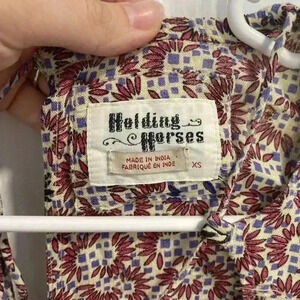 Holding
Horses
MADE IN INDIA
FABRIQUÉ EN INDE
XS